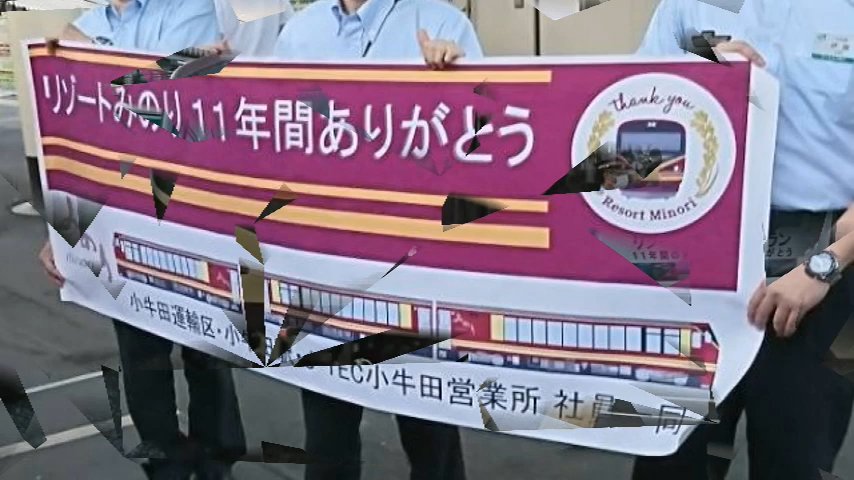 リゾートみのり11年間ありがとう
thank you
Resort Minori
小牛田運輸区・小
TEC小牛田営業所 社員一同